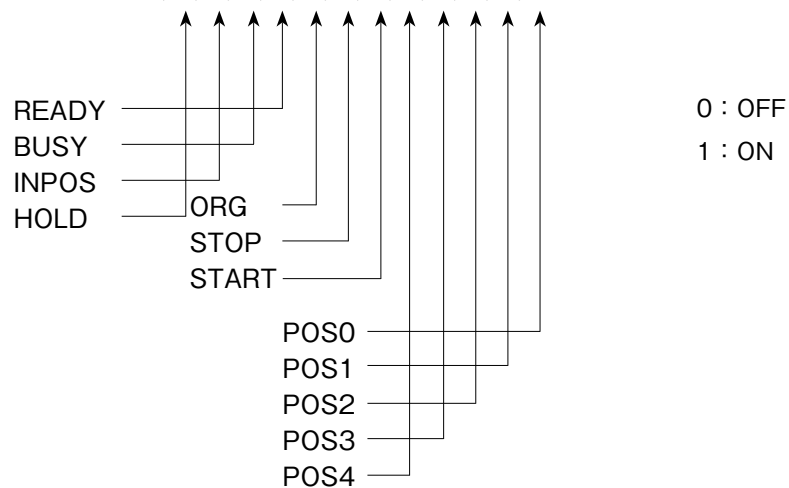 READY
BUSY
INPOS
HOLD
ORG
STOP
START
POS0
POS1
POS2
POS3
POS4
0：OFF
1：ON